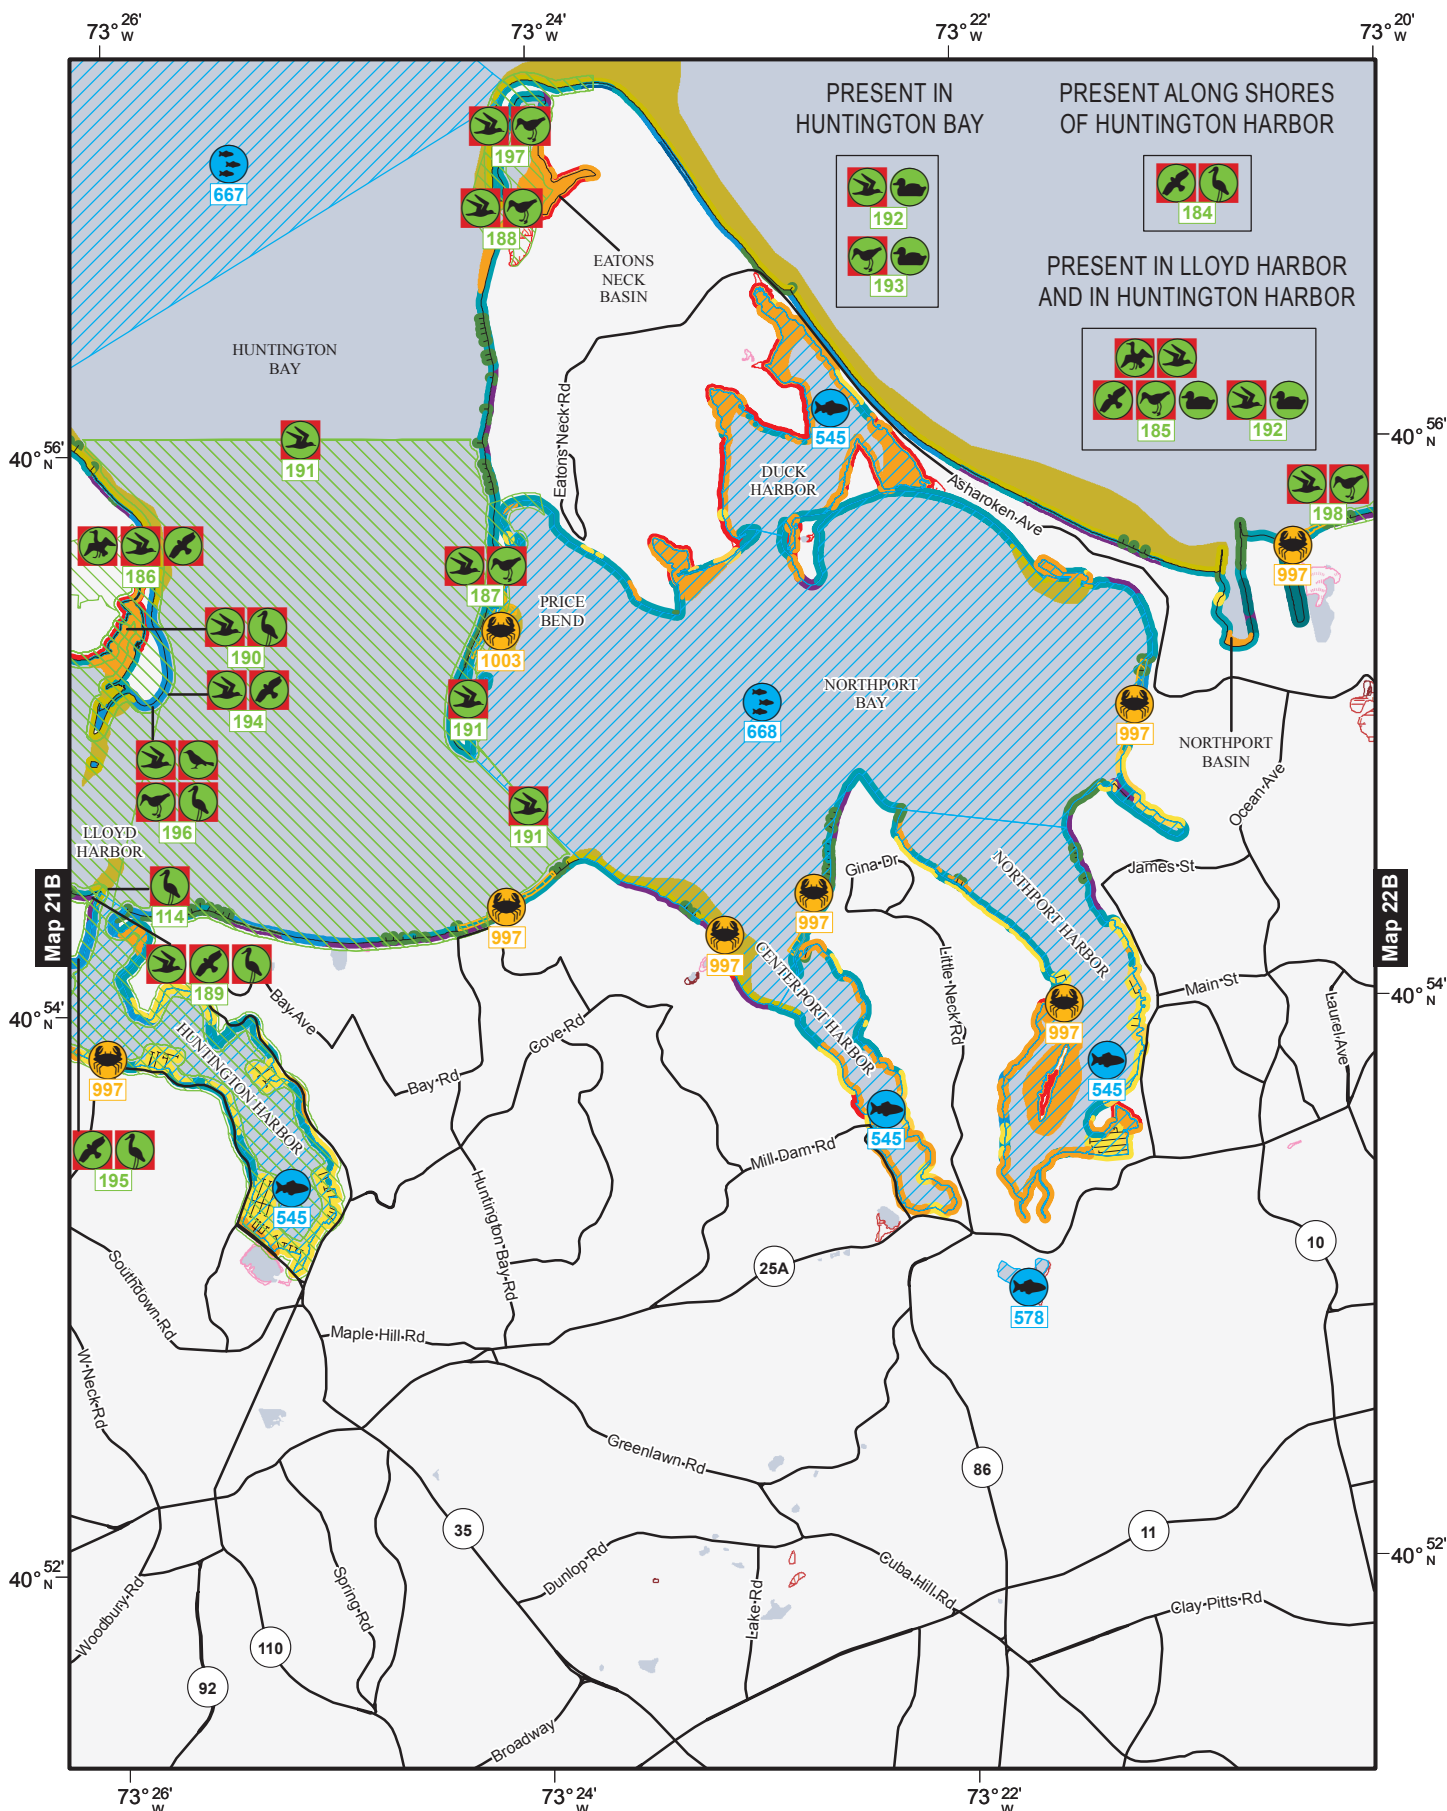 73° 26' W
73° 24' W
73° 22' W
73° 20' W
PRESENT IN
HUNTINGTON BAY
192
193
PRESENT ALONG SHORES
OF HUNTINGTON HARBOR
184
PRESENT IN LLOYD HARBOR
AND IN HUNTINGTON HARBOR
185
192
197
667
188
EATONS
NECK
BASIN
HUNTINGTON
BAY
Eatons Neck Rd
545
191
40° 56' N
40° 56' N
DUCK
HARBOR
Asharoken Ave
198
186
187
997
PRICE
BEND
190
1003
194
191
NORTHPORT
BAY
668
997
NORTHPORT
BASIN
Ocean Ave
196
191
LLOYD
HARBOR
Gina Dr
James St
NORTHPORT HARBOR
114
997
997
997
Map 21B
Map 22B
CENTERPORT HARBOR
Little Neck Rd
189
Bay Ave
Main St
Laurel Ave
40° 54' N
40° 54' N
997
HUNTINGTON HARBOR
Cove Rd
Bay Rd
997
545
545
Mill Dam Rd
195
545
Huntington Bay Rd
Southdown Rd
25A
10
578
Maple Hill Rd
W Neck Rd
Greenlawn Rd
86
35
11
Dunlop Rd
Cuba Hill Rd
40° 52' N
40° 52' N
Woodbury Rd
Spring Rd
Lake Rd
Clay Pitts Rd
110
92
Broadway
73° 26' W
73° 24' W
73° 22' W